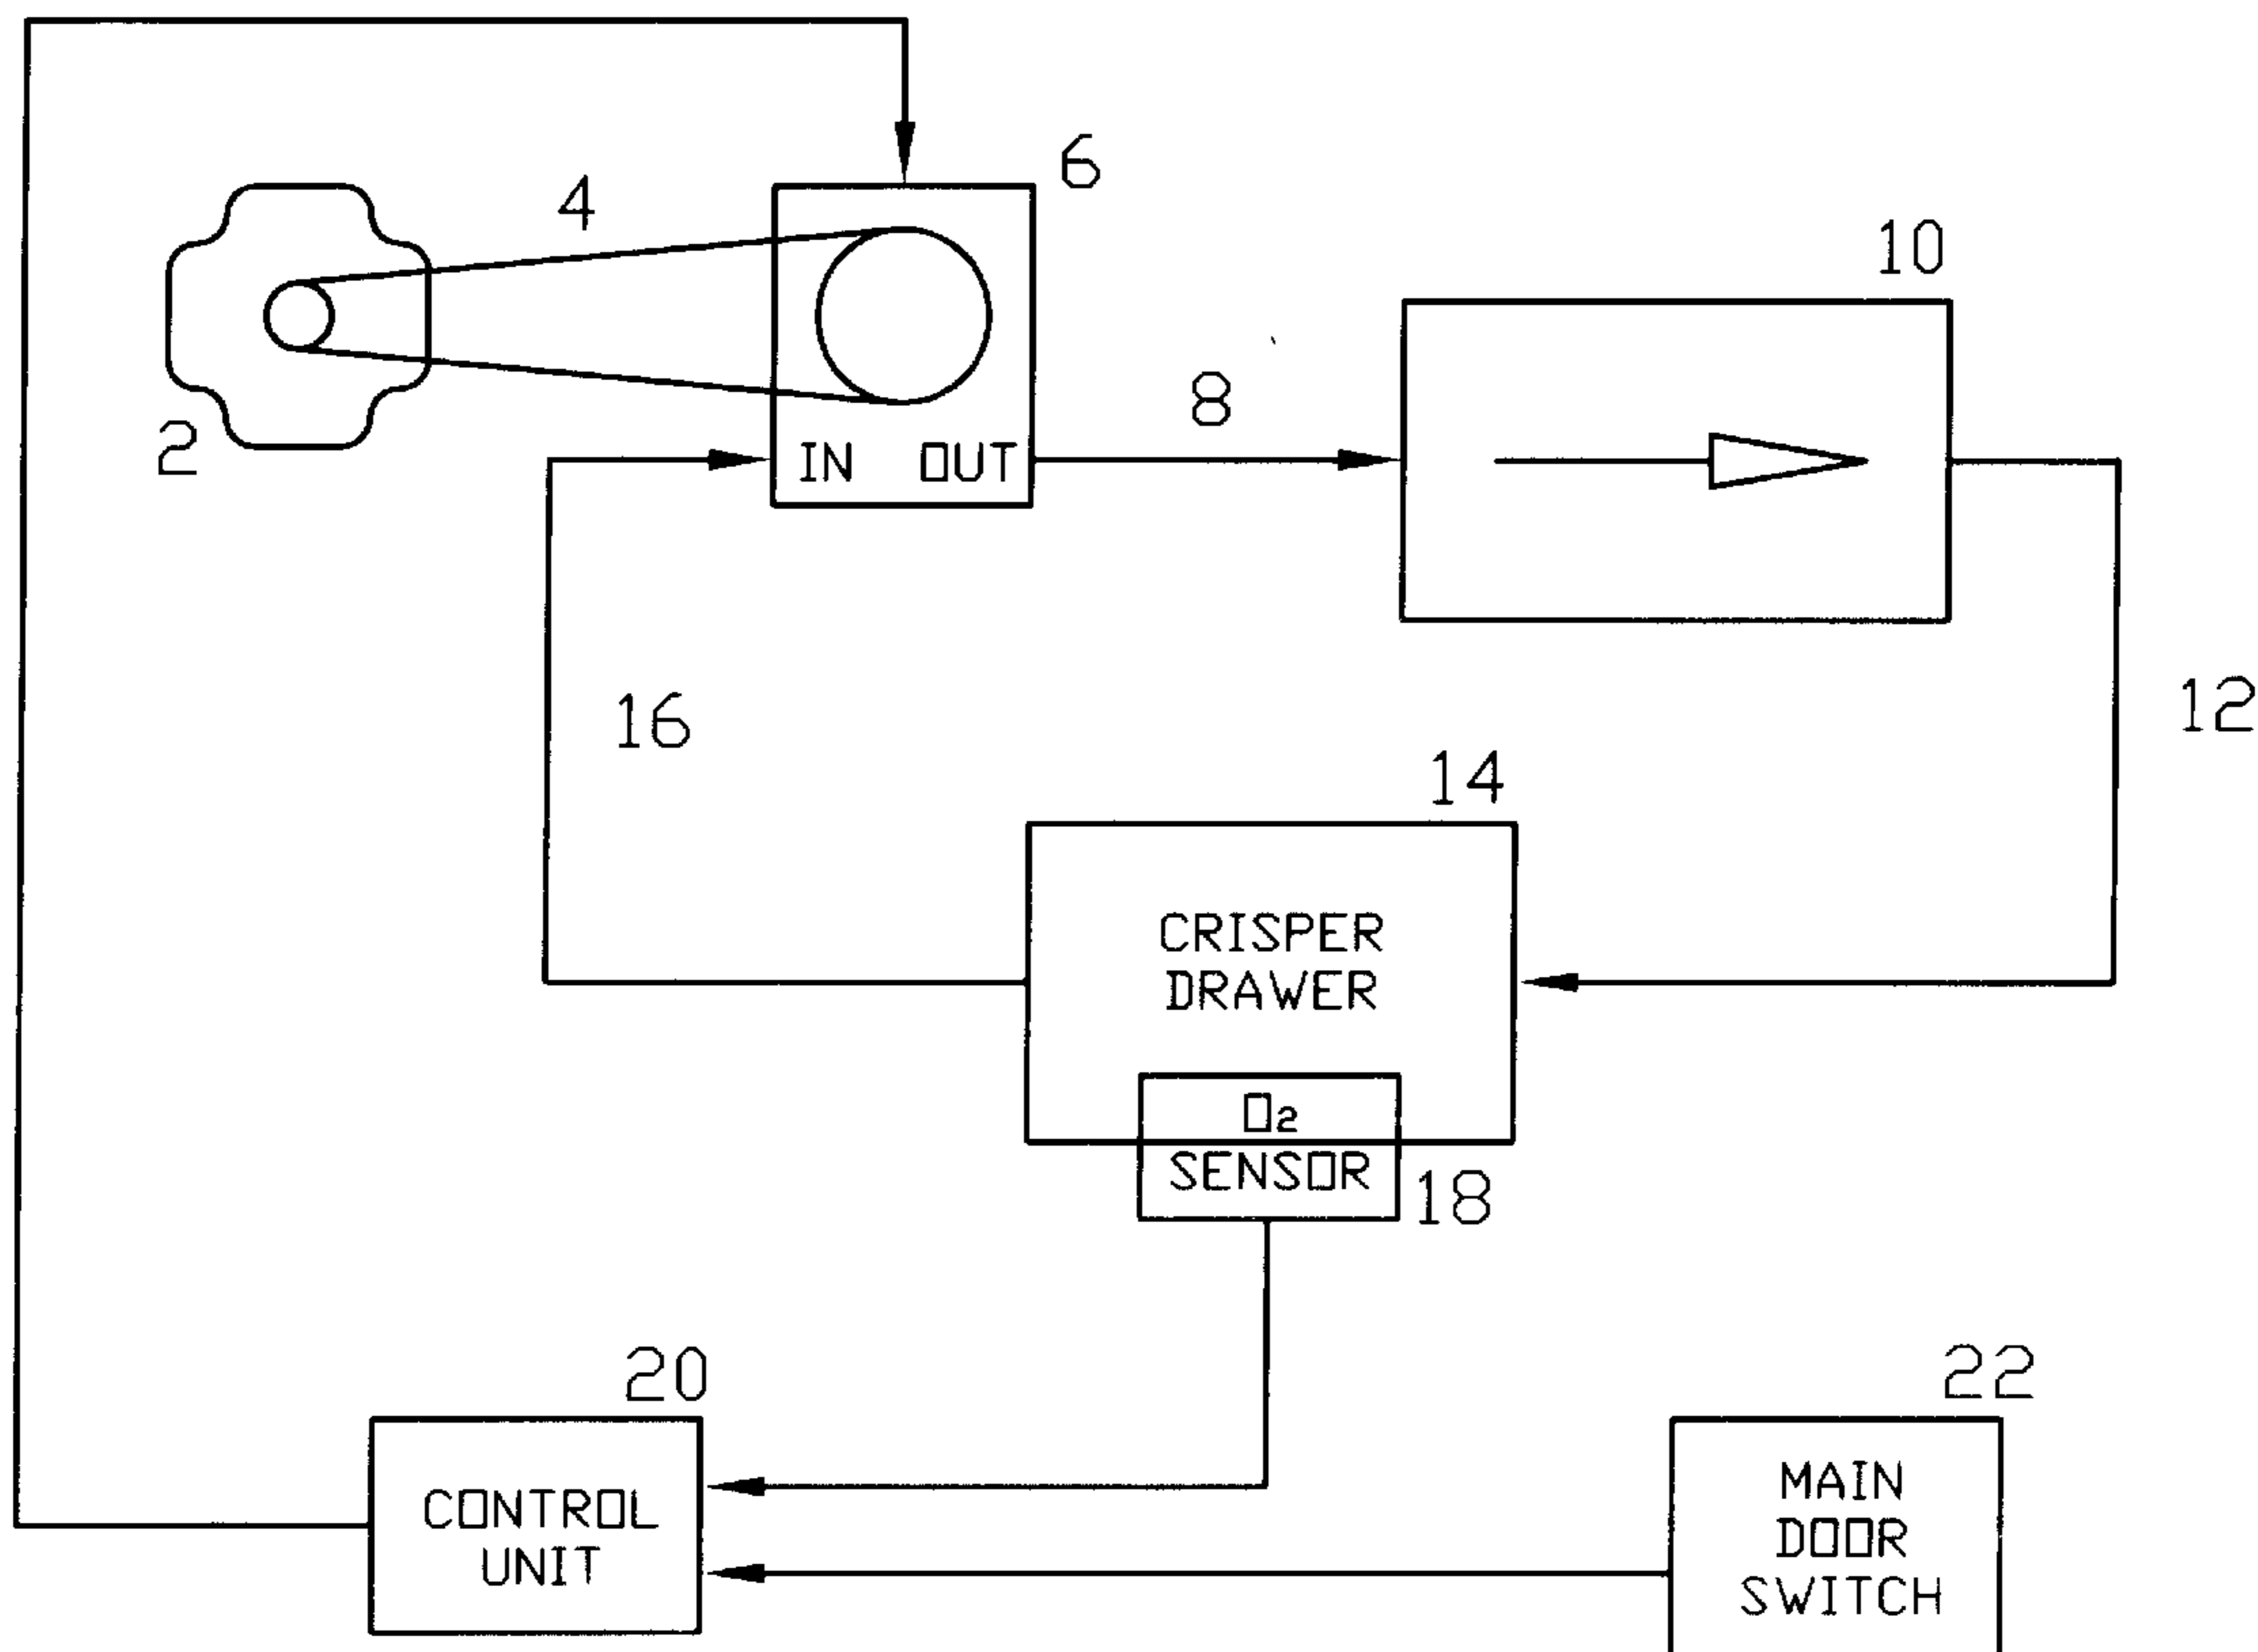 6
4
10
2
IN OUT
8
16
12
14
CRISPER
DRAWER
O2
SENSOR
18
20
22
CONTROL
UNIT
MAIN
DOOR
SWITCH